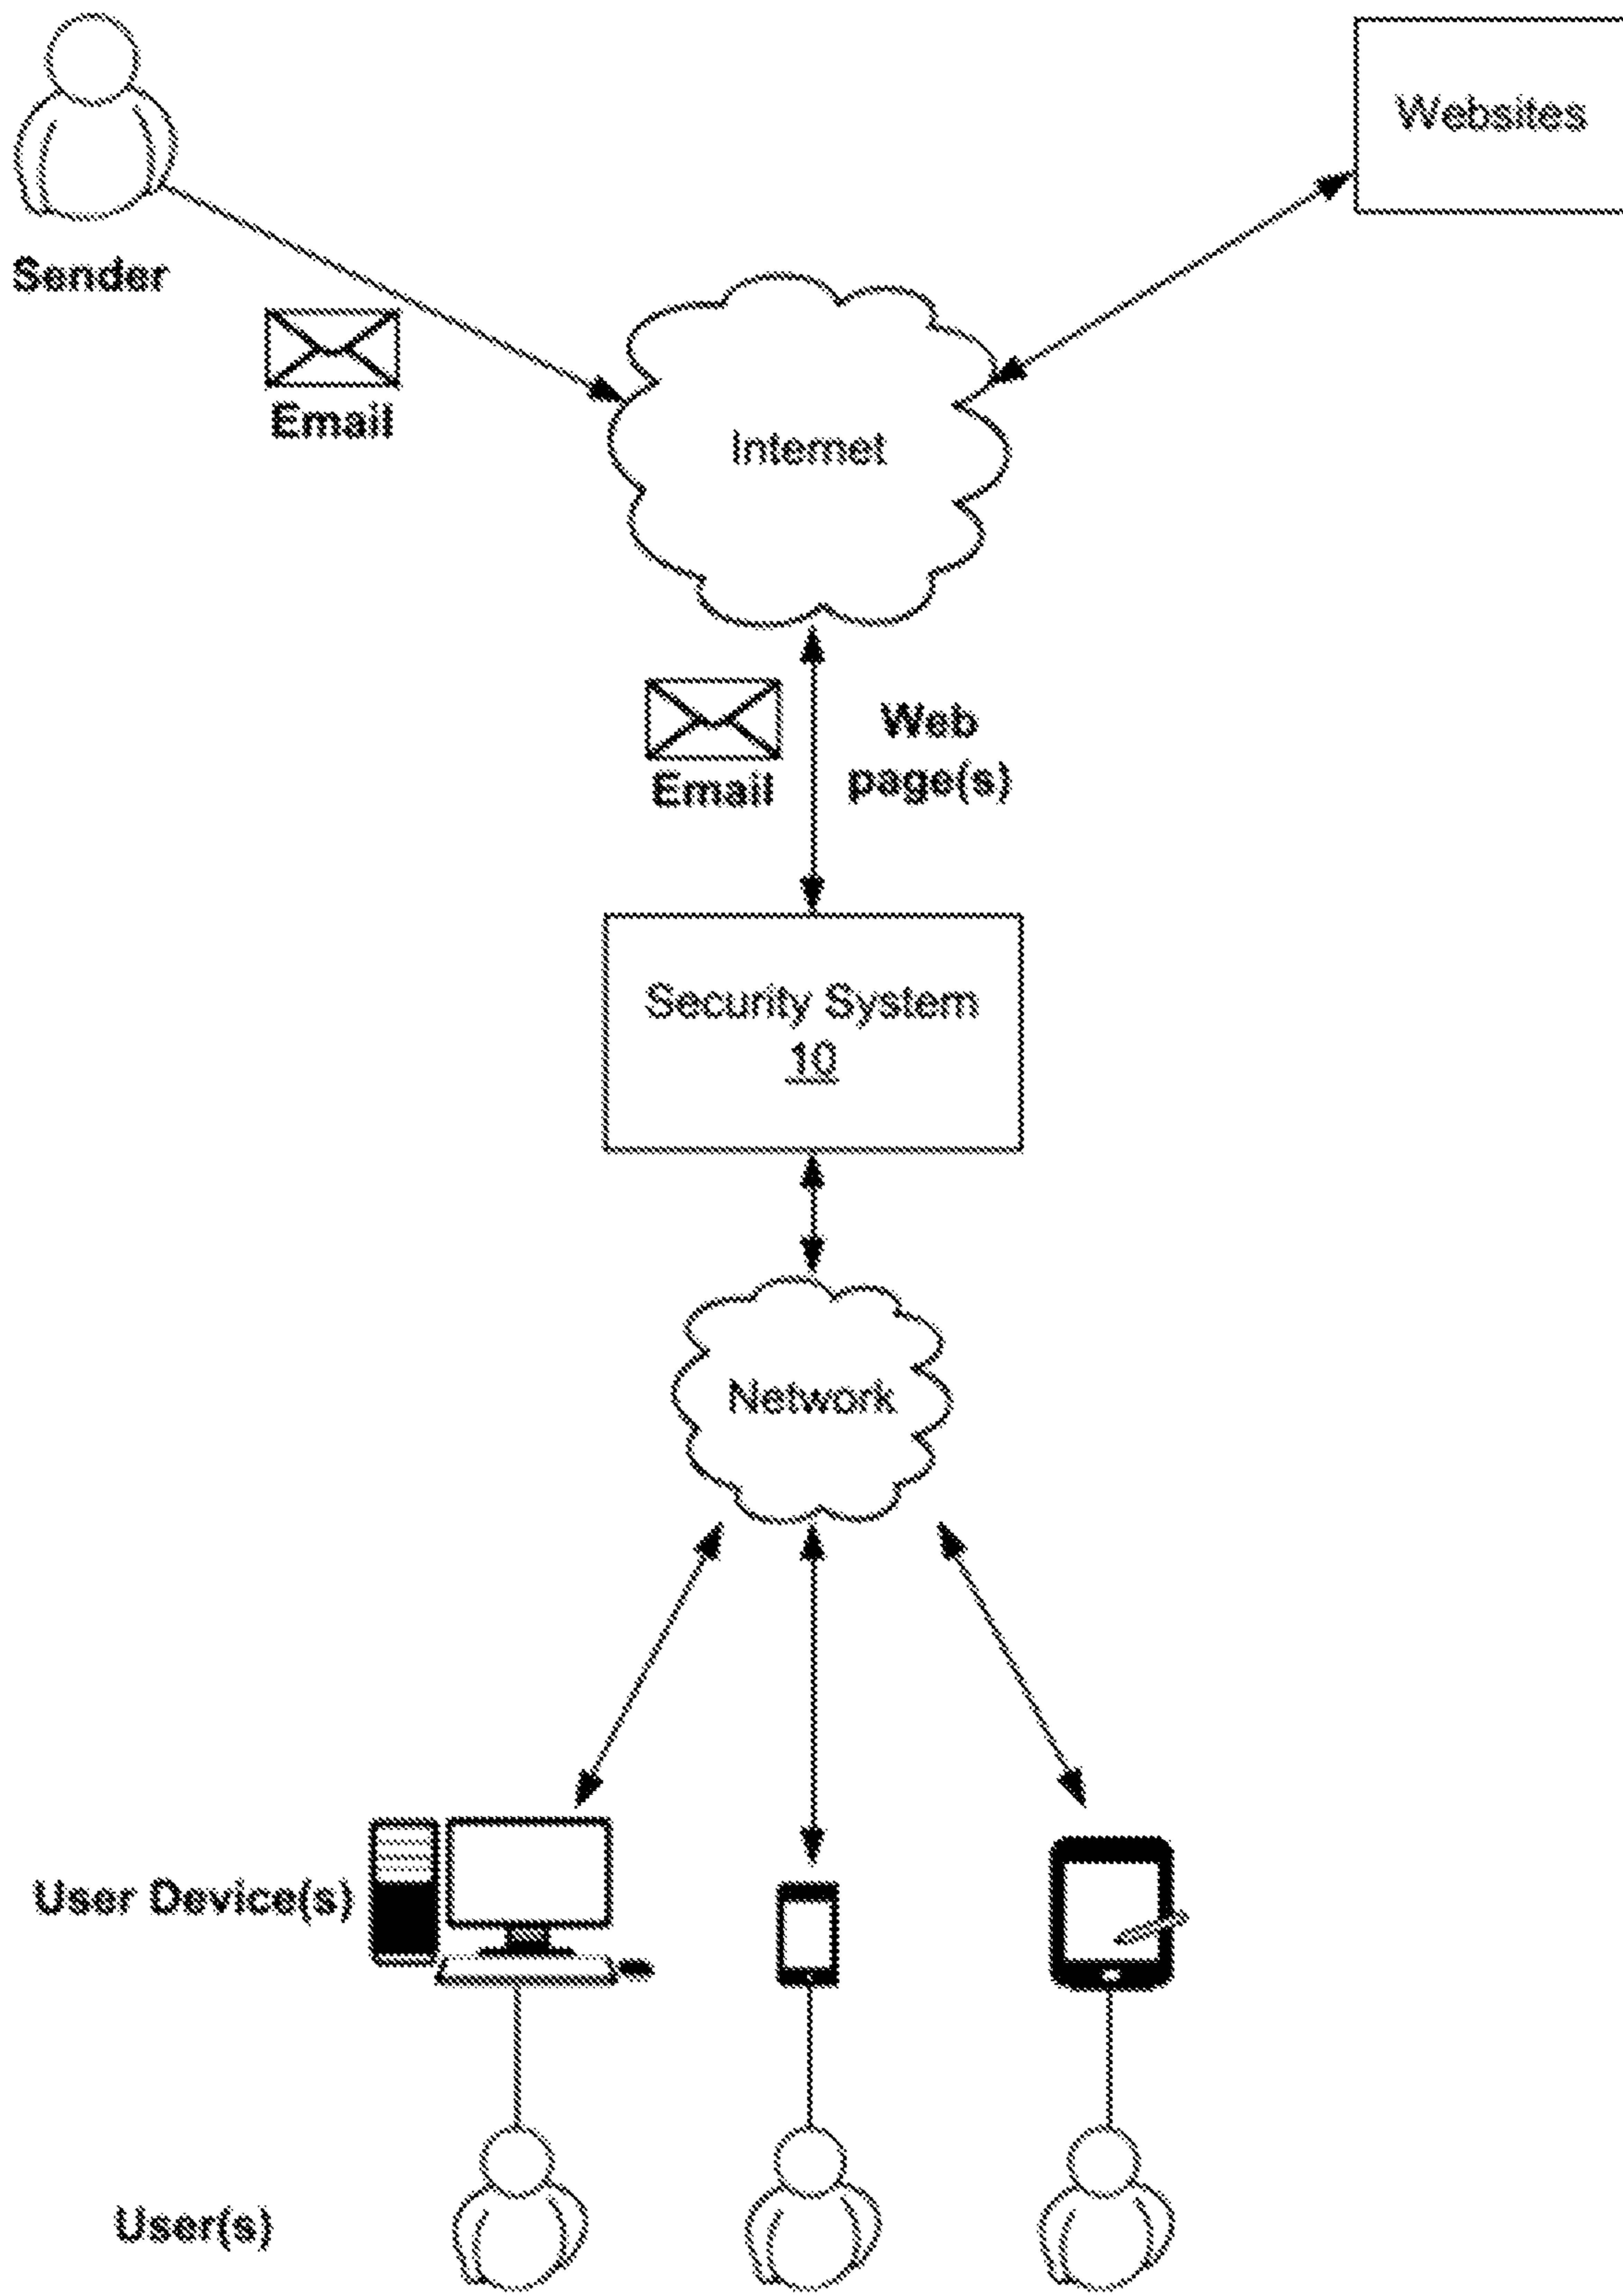 Websites
Sender
Email
Internet
Email
Web
page(s)
Security System
10
Network
User Device(s)
User(s)